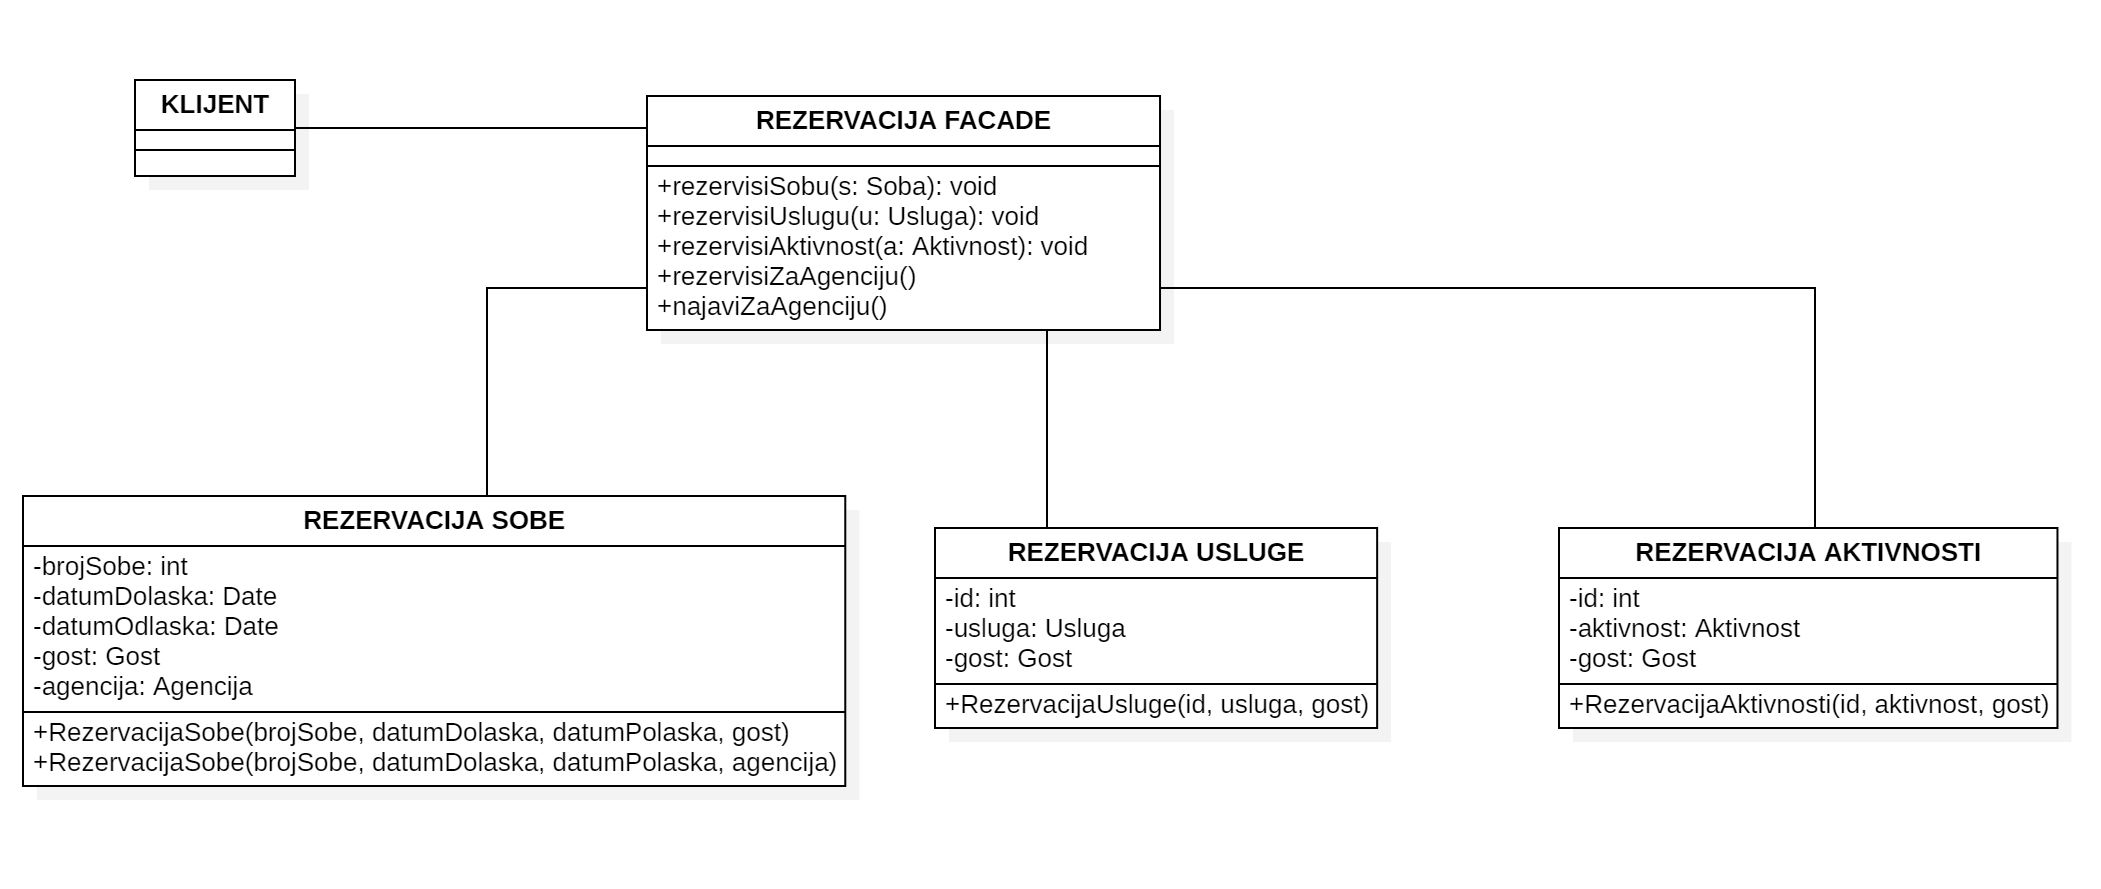 KLIJENT
REZERVACIJA FACADE
+rezervisiSobu(s: Soba): void
+rezervisiUslugu(u: Usluga): void
+rezervisiAktivnost(a: Aktivnost): void
+rezervisiZaAgenciju()
+najaviZaAgenciju()
REZERVACIJA SOBE
-brojSobe: int
-datumDolaska: Date
-datumOdlaska: Date
-gost: Gost
-agencija: Agencija
+RezervacijaSobe(brojSobe, datumDolaska, datumPolaska, gost)
+RezervacijaSobe(brojSobe, datumDolaska, datumPolaska, agencija)
REZERVACIJA USLUGE
-id: int
-usluga: Usluga
-gost: Gost
+RezervacijaUsluge(id, usluga, gost)
REZERVACIJA AKTIVNOSTI
-id: int
-aktivnost: Aktivnost
-gost: Gost
+RezervacijaAktivnosti(id, aktivnost, gost)